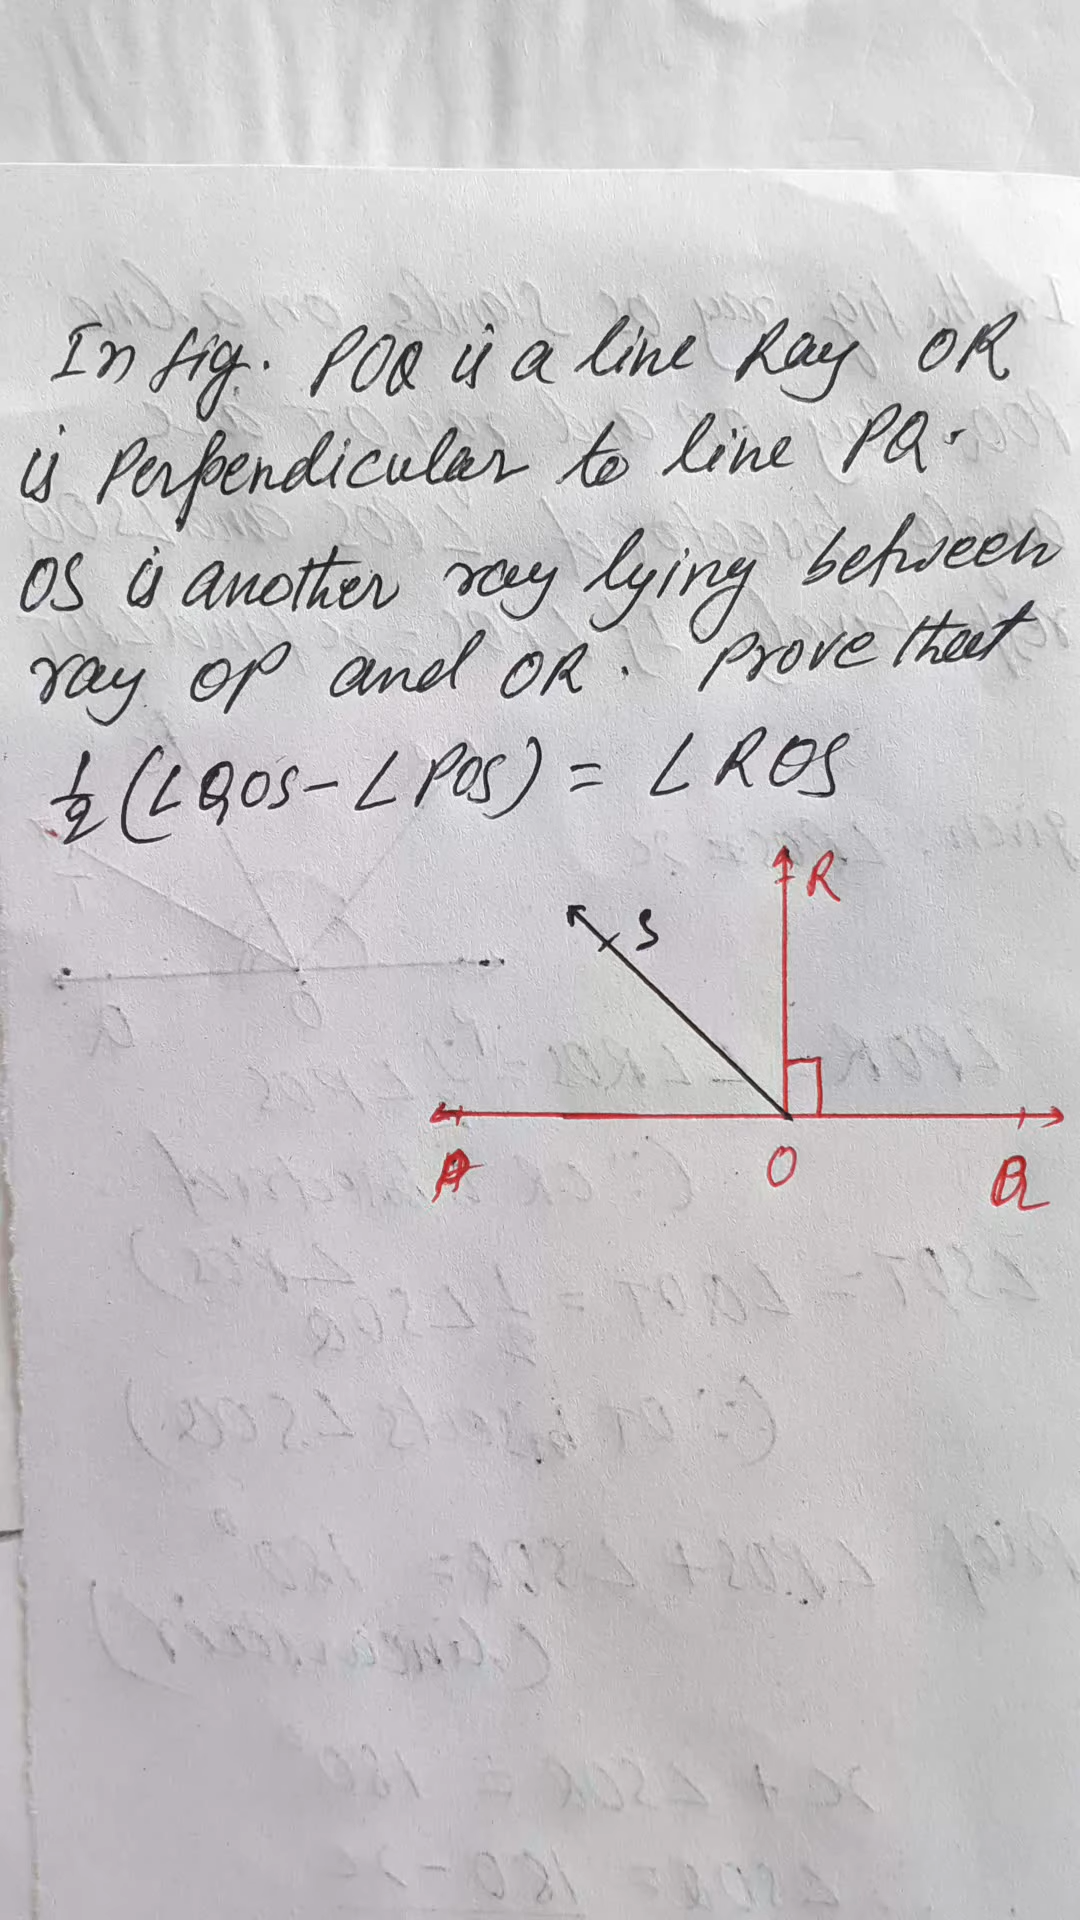 In fig. POQ is a line Ray OR
is Perpendicular to line PQ.
OS is another ray lying between
ray OP and OR. Prove that
1/2 (∠QOS - ∠POS) = ∠ROS
R
S
O
Q